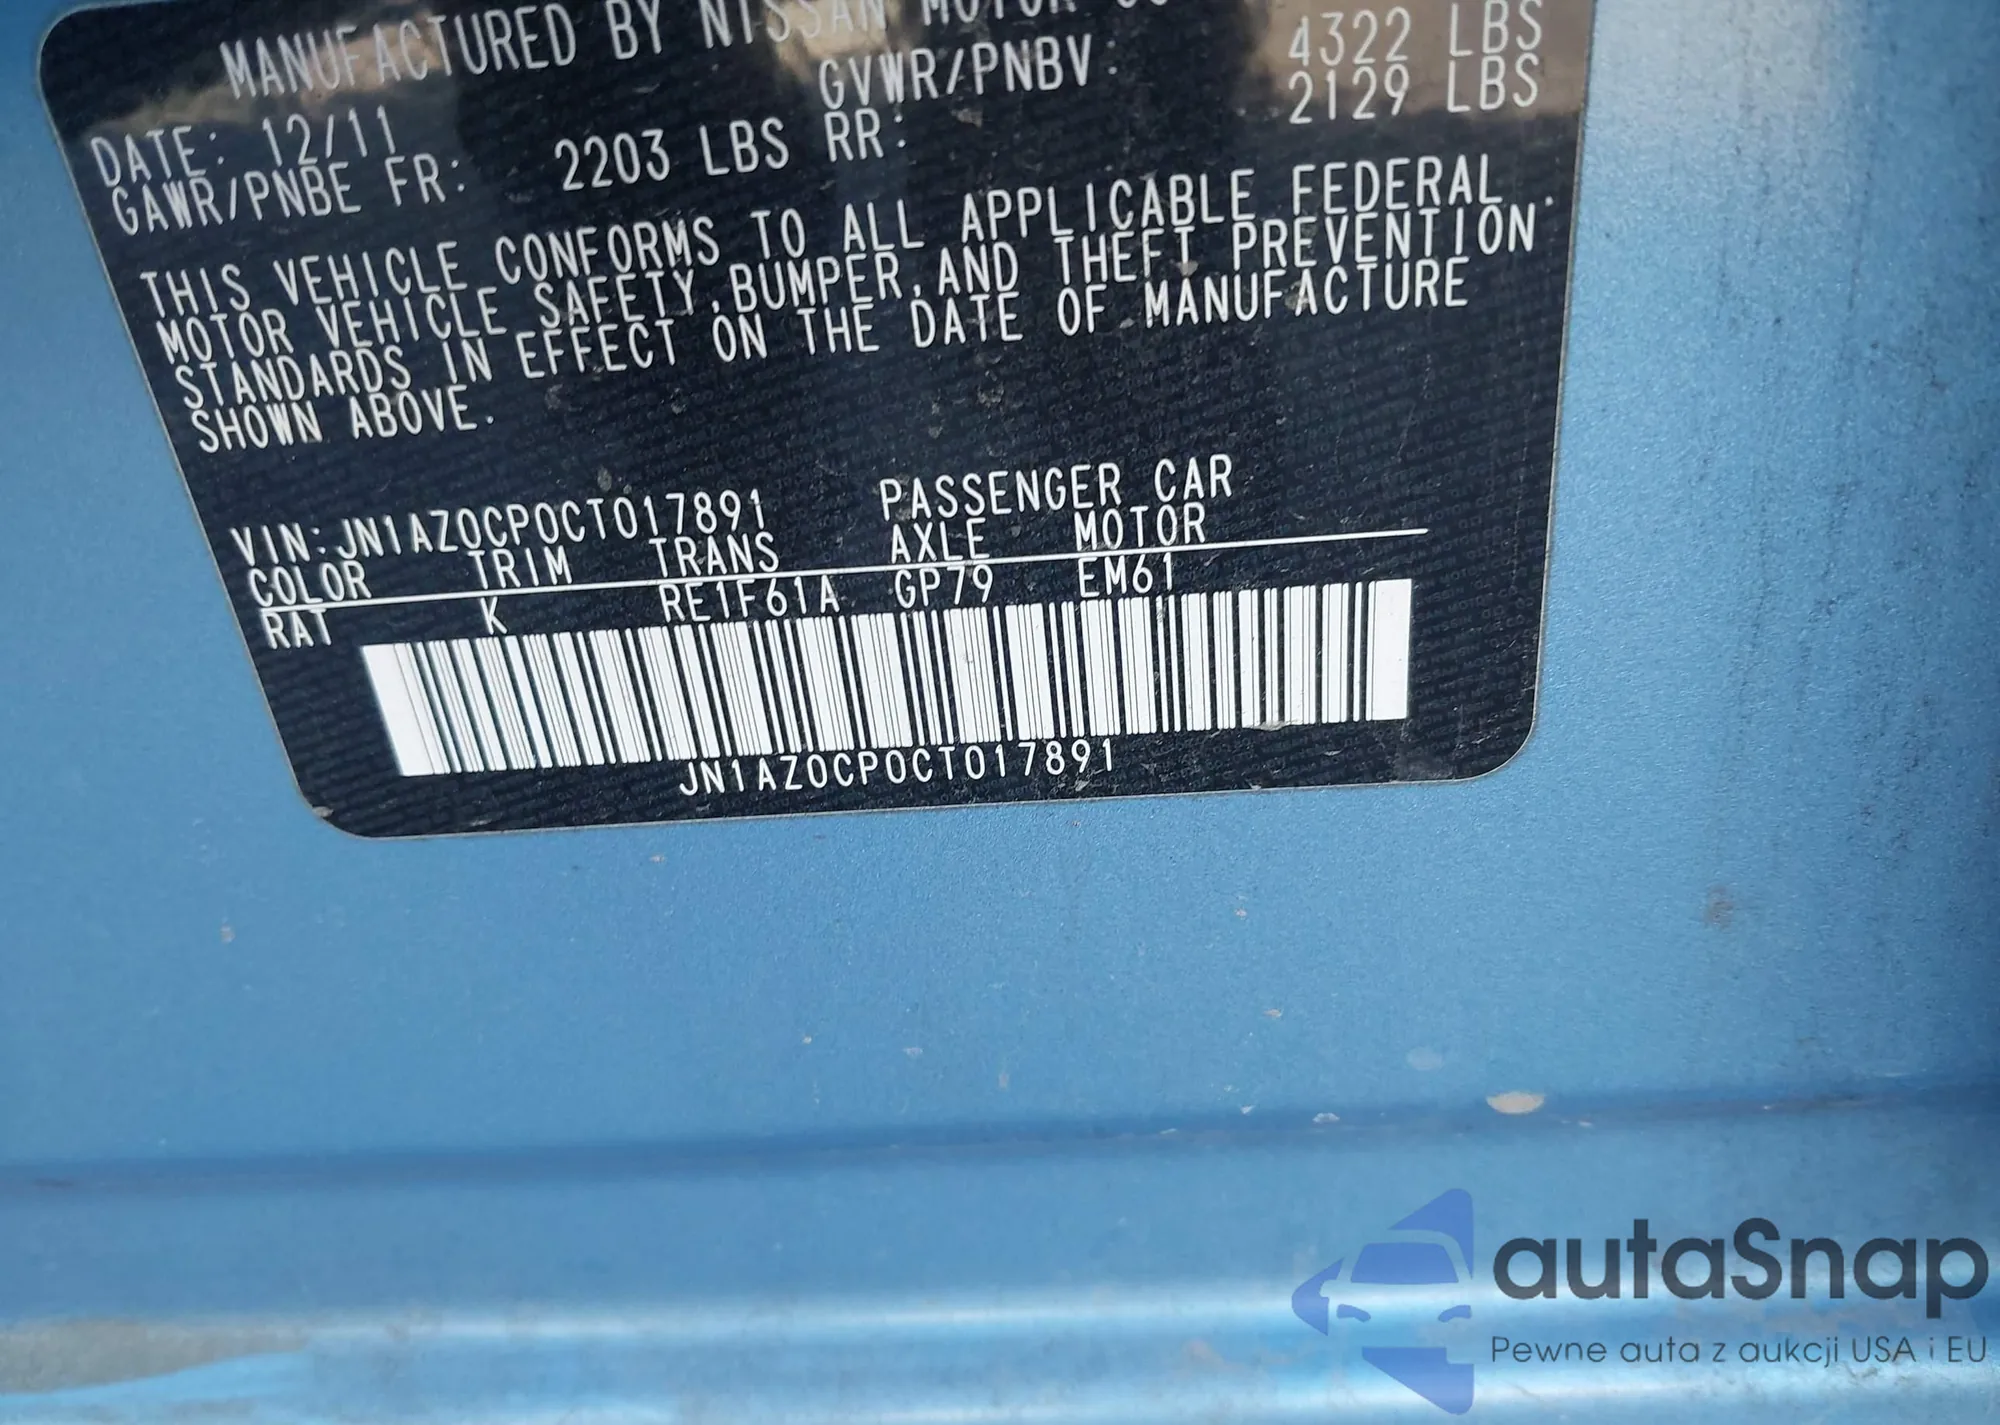 MANUFACTURED BY NISSAN MOTOR
DATE: 12/11 GVWR/PNBV: 4322 LBS
GAWR/PNBE FR: 2203 LBS RR: 2129 LBS
THIS VEHICLE CONFORMS TO ALL APPLICABLE FEDERAL
MOTOR VEHICLE SAFETY,BUMPER,AND THEFT PREVENTION
STANDARDS IN EFFECT ON THE DATE OF MANUFACTURE
SHOWN ABOVE.
VIN:JN1AZ0CP0CT017891 PASSENGER CAR
COLOR TRIM TRANS AXLE MOTOR
RAT K RE1F61A GP79 EM61
JN1AZ0CP0CT017891
autaSnap
Pewne auta z aukcji USA i EU